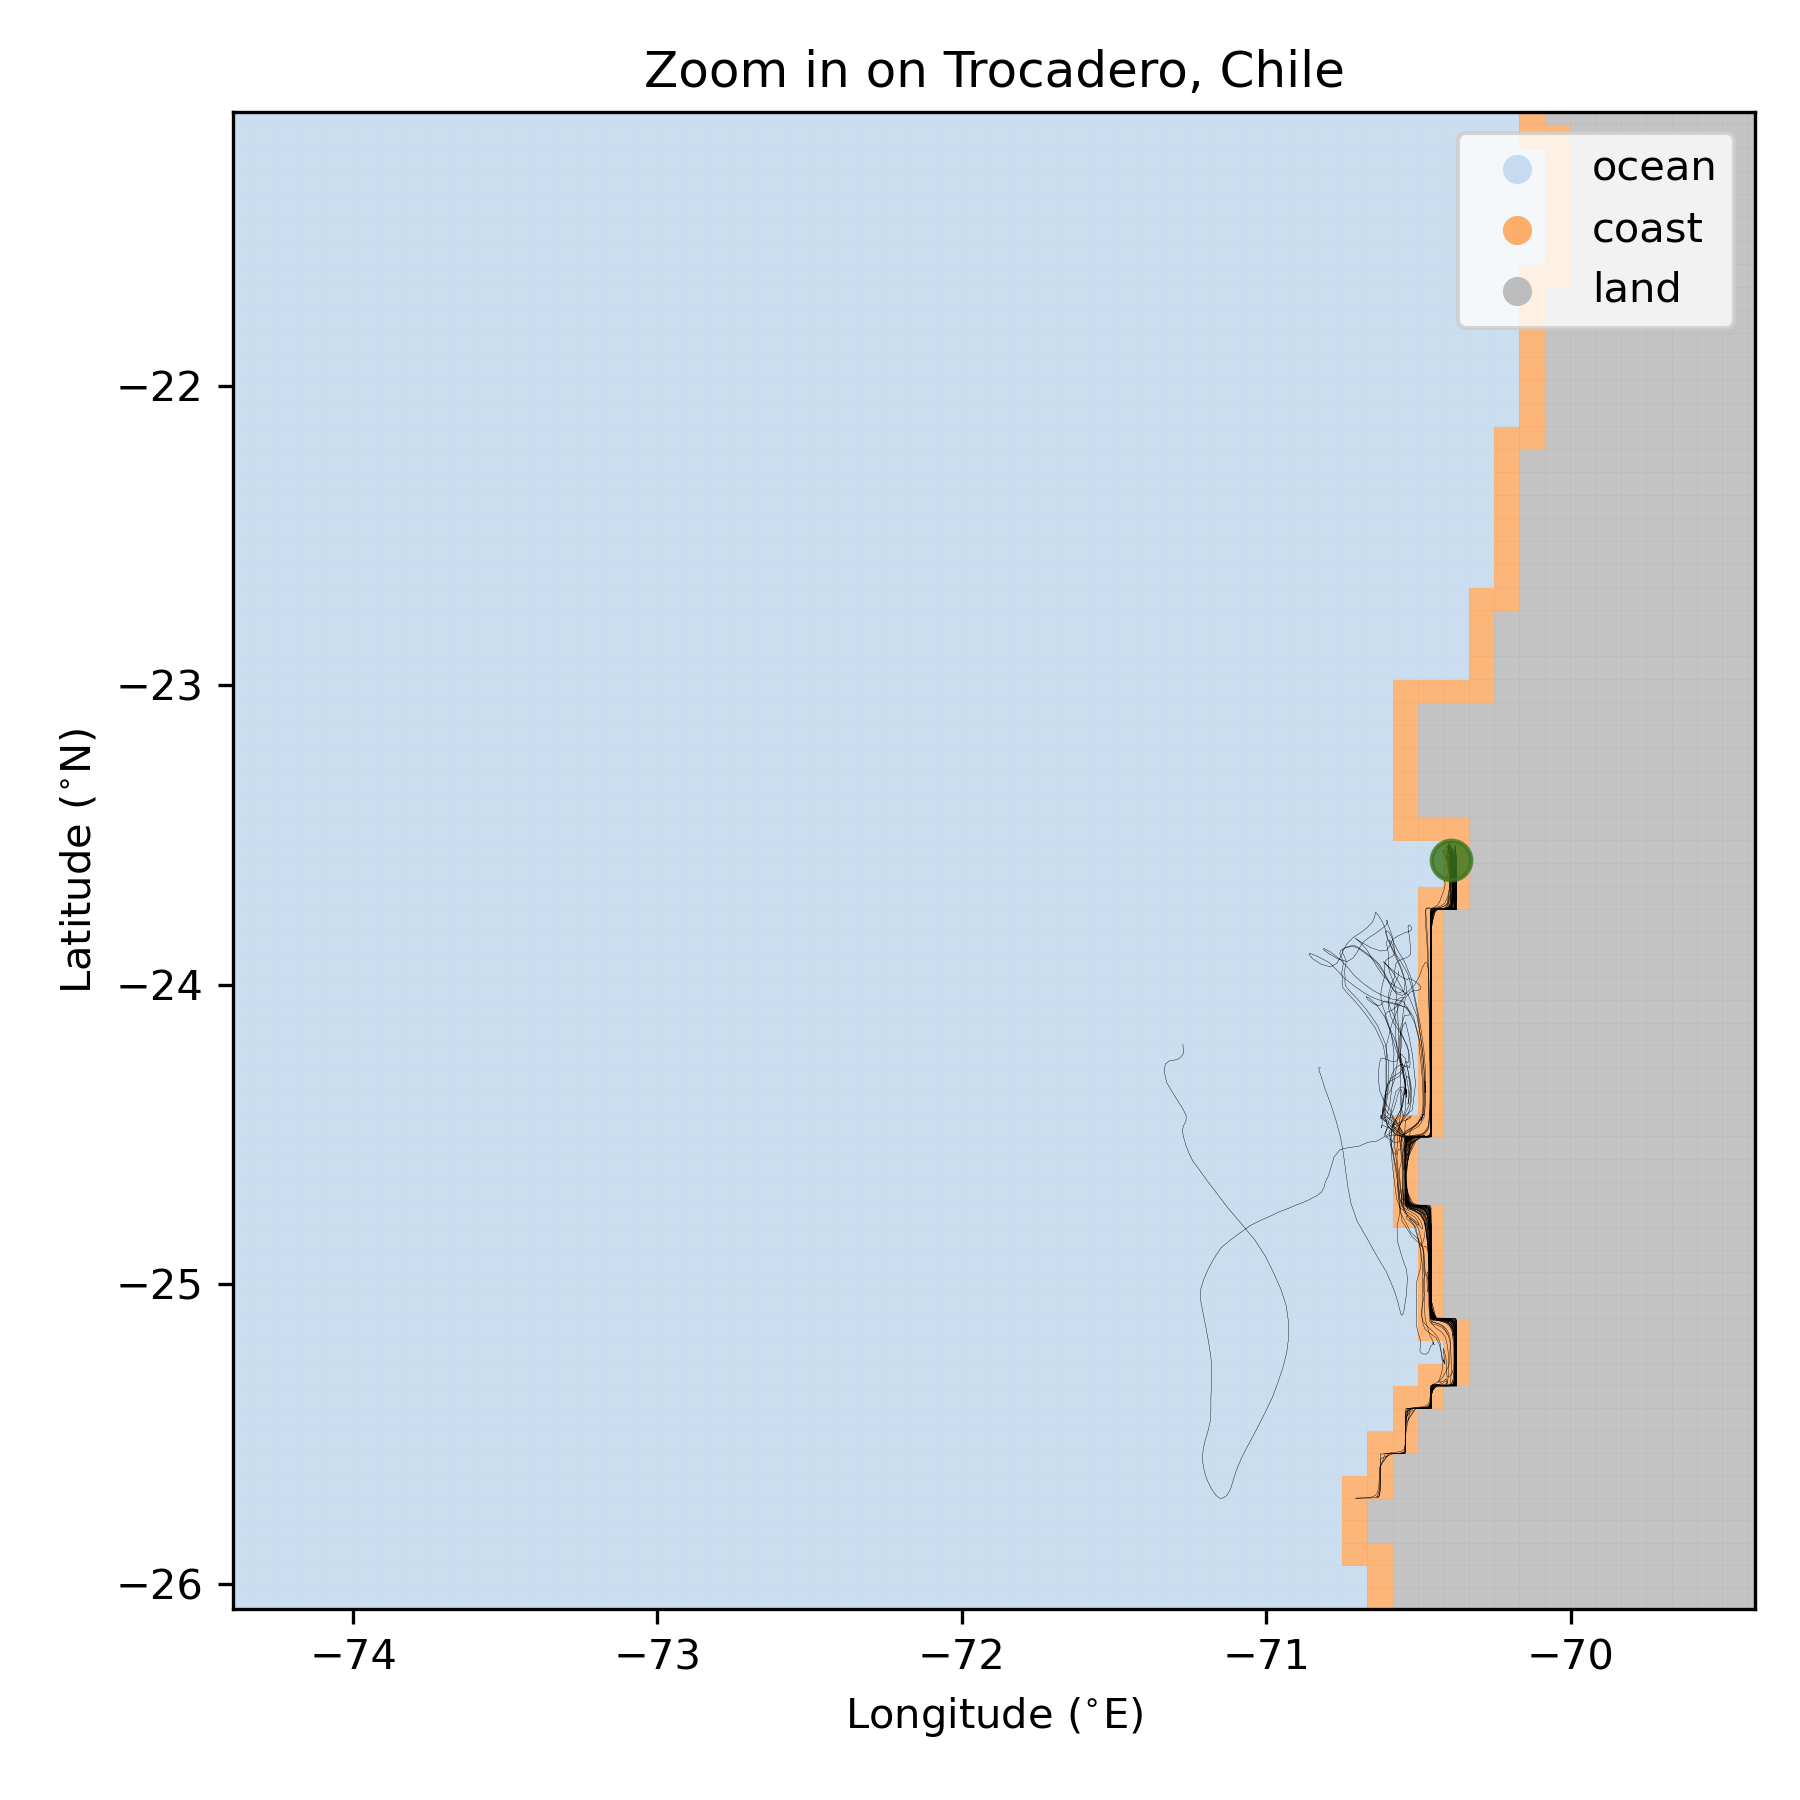 Zoom in on Trocadero, Chile
ocean
coast
land
−22
−23
−24
−25
−26
Latitude (°N)
−74 −73 −72 −71 −70
Longitude (°E)